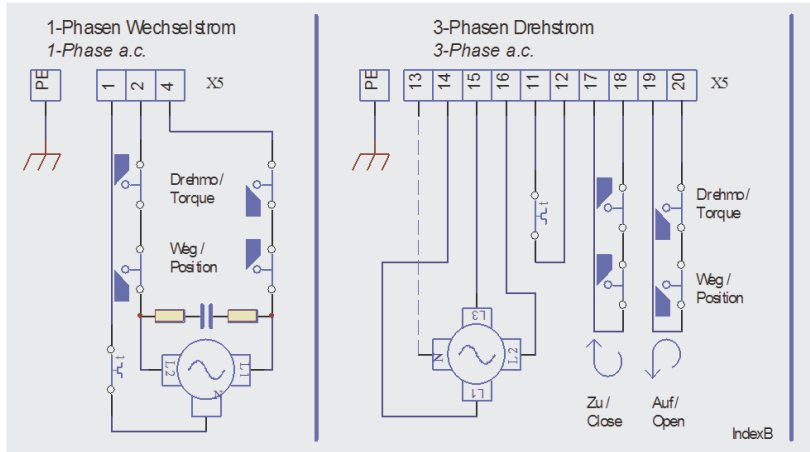 1-Phasen Wechselstrom
1-Phase a.c.
PE
1
2
4
X5
Drehmo/
Torque
Weg/
Position
L2
L1
N
3-Phasen Drehstrom
3-Phase a.c.
PE
13
14
15
16
11
12
17
18
19
20
X5
Drehmo/
Torque
Weg/
Position
L3
N
L2
L1
Zu/
Close
Auf/
Open
IndexB